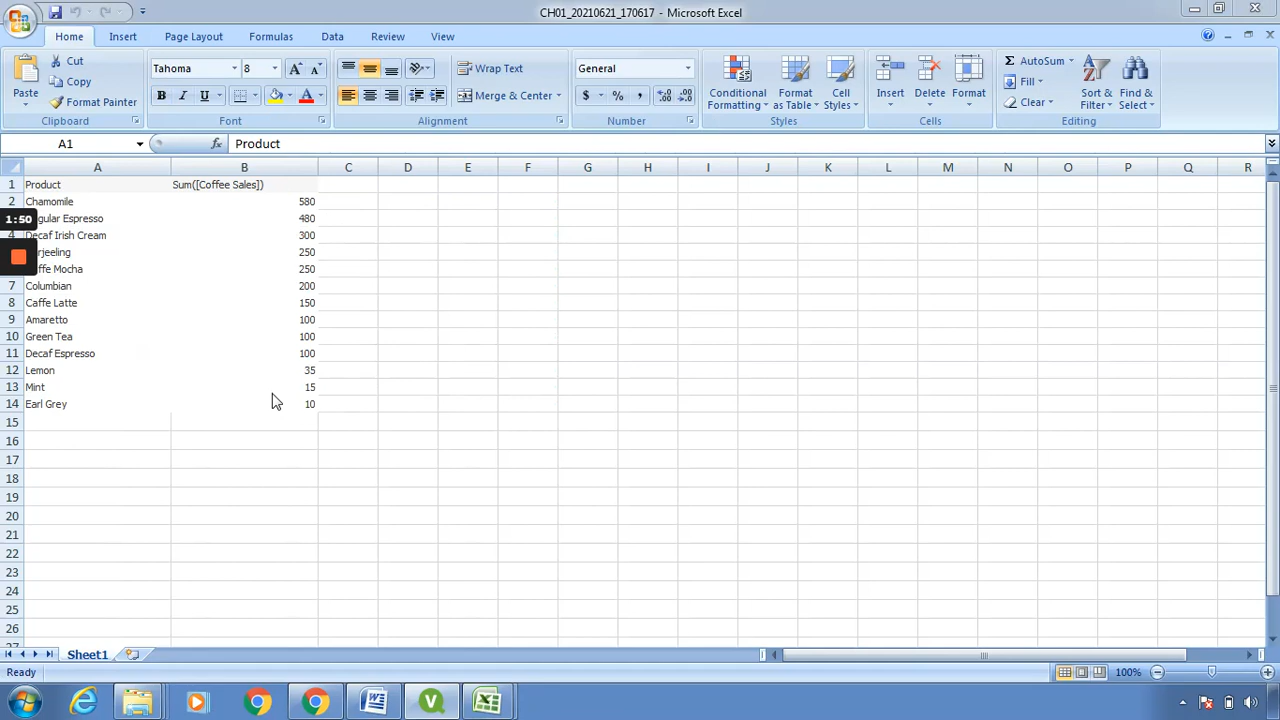 CH01_20210621_170617 - Microsoft Excel
Home Insert Page Layout Formulas Data Review View
Paste
Cut
Copy
Format Painter
Clipboard
Tahoma 8
B I U
Font
Wrap Text
Merge & Center
Alignment
General
$ % ,
Number
Conditional Formatting
Format as Table
Cell Styles
Styles
Insert
Delete
Format
Cells
Σ AutoSum
Fill
Clear
Sort & Filter
Find & Select
Editing
A1 fx Product
A B C D E F G H I J K L M N O P Q R
1 Product Sum([Coffee Sales])
2 Chamomile 580
1:50 gular Espresso 480
4 Decaf Irish Cream 300
rjeeling 250
ffe Mocha 250
7 Columbian 200
8 Caffe Latte 150
9 Amaretto 100
10 Green Tea 100
11 Decaf Espresso 100
12 Lemon 35
13 Mint 15
14 Earl Grey 10
15
16
17
18
19
20
21
22
23
24
25
26
27
Sheet1
Ready 100%